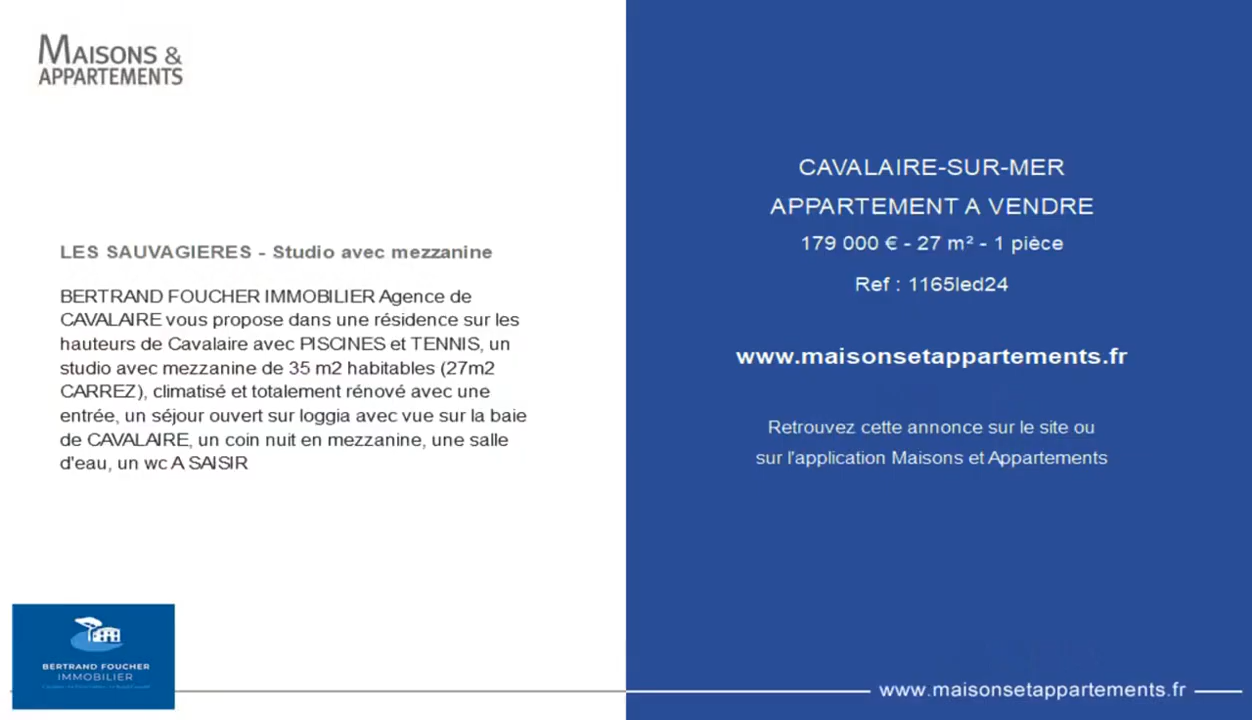 MAISONS &
APPARTEMENTS
LES SAUVAGIERES - Studio avec mezzanine
BERTRAND FOUCHER IMMOBILIER Agence de
CAVALAIRE vous propose dans une résidence sur les
hauteurs de Cavalaire avec PISCINES et TENNIS, un
studio avec mezzanine de 35 m2 habitables (27m2
CARREZ), climatisé et totalement rénové avec une
entrée, un séjour ouvert sur loggia avec vue sur la baie
de CAVALAIRE, un coin nuit en mezzanine, une salle
d'eau, un wc A SAISIR
BERTRAND FOUCHER
IMMOBILIER
CAVALAIRE-SUR-MER
APPARTEMENT A VENDRE
179 000 € - 27 m² - 1 pièce
Ref : 1165led24
www.maisonsetappartements.fr
Retrouvez cette annonce sur le site ou
sur l'application Maisons et Appartements
www.maisonsetappartements.fr